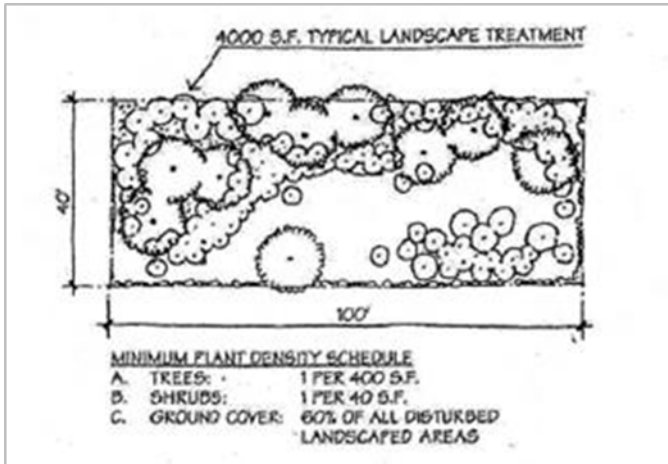 4000 S.F. TYPICAL LANDSCAPE TREATMENT
40'
100'
MINIMUM PLANT DENSITY SCHEDULE
A. TREES: 1 PER 400 S.F.
B. SHRUBS: 1 PER 40 S.F.
C. GROUND COVER: 60% OF ALL DISTURBED
LANDSCAPED AREAS